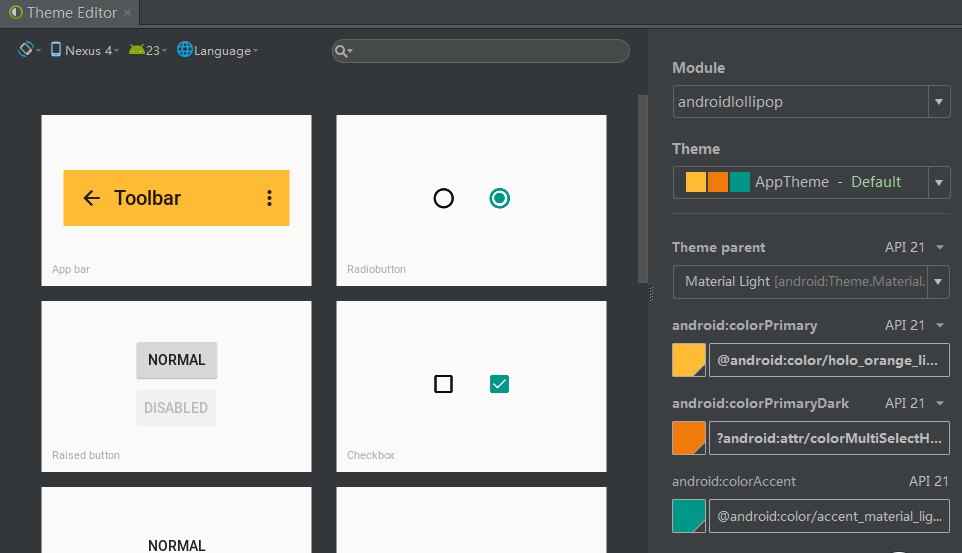 Theme Editor
Nexus 4
23
Language
Module
androidlollipop
Theme
AppTheme - Default
Theme parent API 21
Material Light [android:Theme.Material.
android:colorPrimary API 21
@android:color/holo_orange_li...
android:colorPrimaryDark API 21
?android:attr/colorMultiSelectH...
android:colorAccent API 21
@android:color/accent_material_lig...
Toolbar
App bar
Radiobutton
NORMAL
DISABLED
Raised button
Checkbox
NORMAL